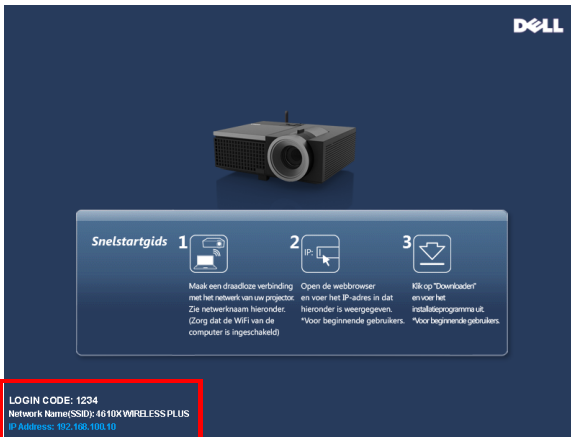 DELL
Snelstartgids
1
Maak een draadloze verbinding
met het netwerk van uw projector.
Zie netwerknaam hieronder.
(Zorg dat de WiFi van de
computer is ingeschakeld)
2
IP:
Open de webbrowser
en voer het IP-adres in dat
hieronder is weergegeven.
*Voor beginnende gebruikers.
3
Klik op "Downloaden"
en voer het
installatieprogramma uit.
*Voor beginnende gebruikers.
LOGIN CODE: 1234
Network Name(SSID): 4610X WIRELESS PLUS
IP Address: 192.168.100.10